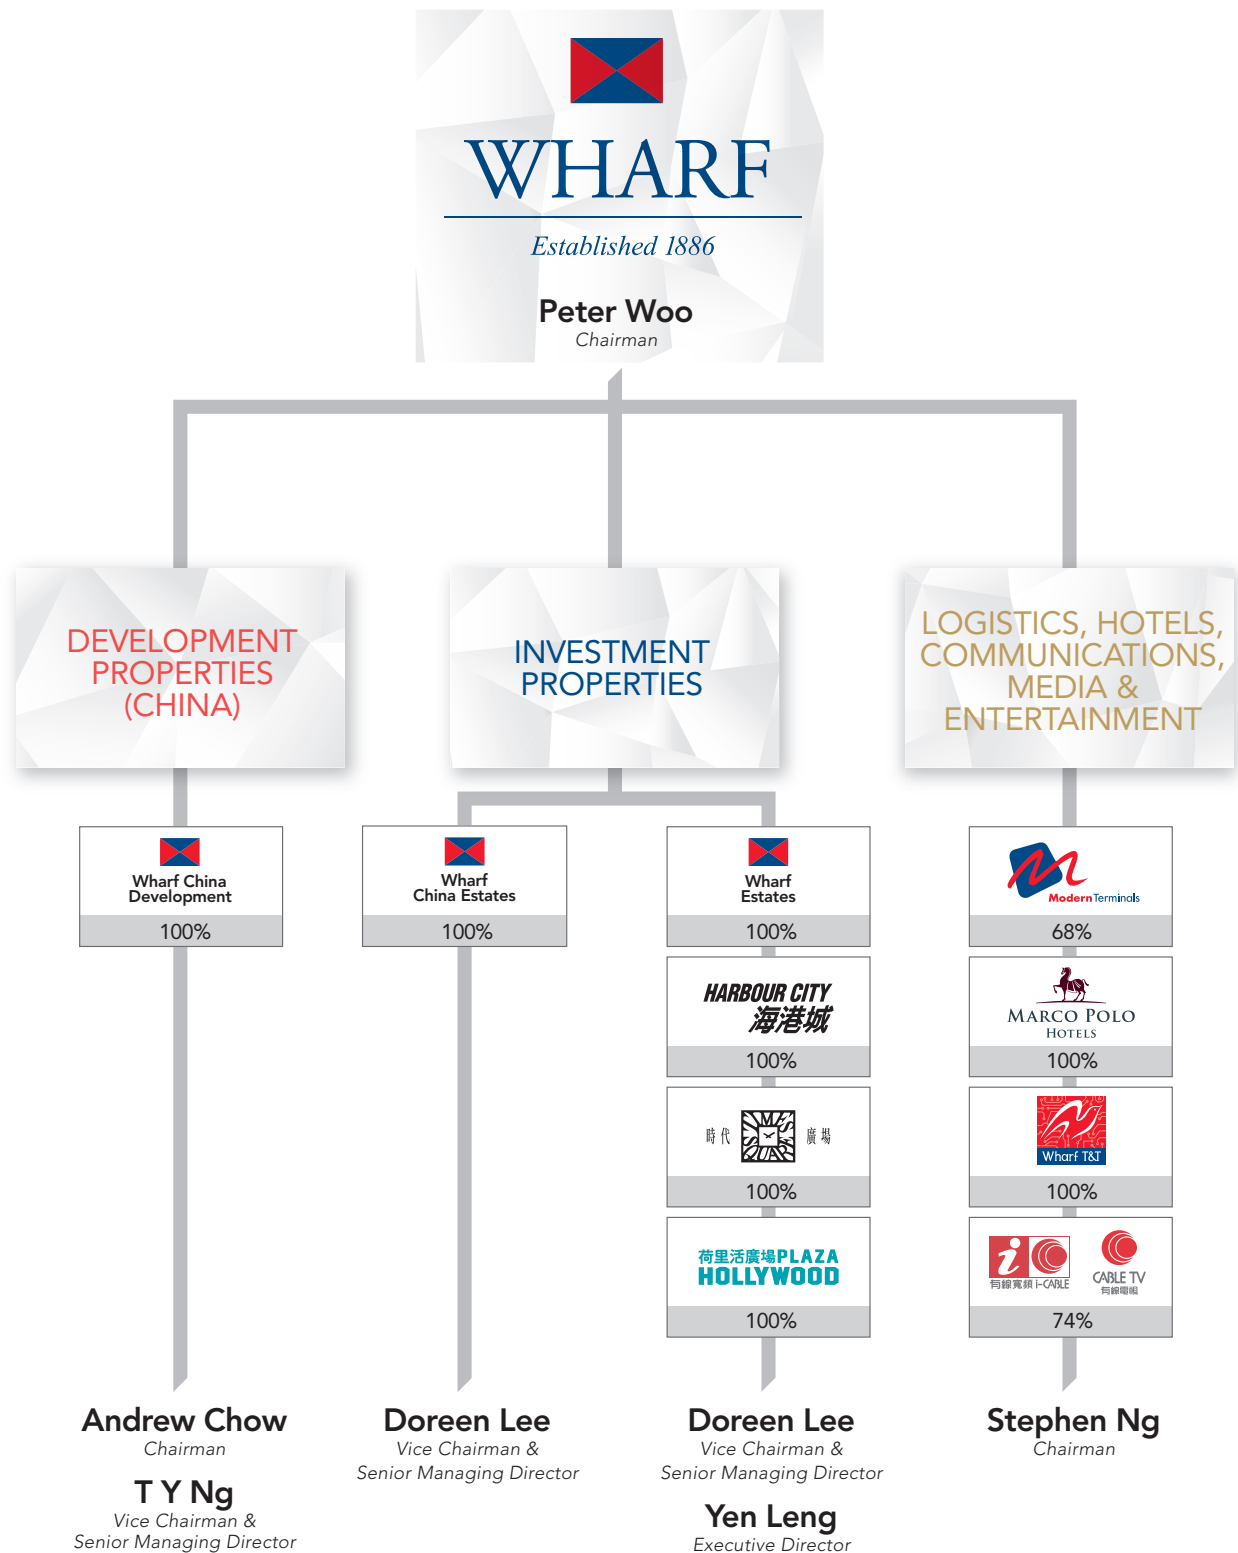 WHARF
Established 1886
Peter Woo
Chairman
DEVELOPMENT
PROPERTIES
(CHINA)
INVESTMENT
PROPERTIES
LOGISTICS, HOTELS,
COMMUNICATIONS,
MEDIA &
ENTERTAINMENT
Wharf China
Development
100%
Wharf
China Estates
100%
Wharf
Estates
100%
HARBOUR CITY
海港城
100%
時代 TIMES SQUARE 廣場
100%
荷里活廣場PLAZA
HOLLYWOOD
100%
Modern Terminals
68%
MARCO POLO
HOTELS
100%
Wharf T&T
100%
有線寬頻 i-CABLE
CABLE TV
有線電視
74%
Andrew Chow
Chairman
T Y Ng
Vice Chairman &
Senior Managing Director
Doreen Lee
Vice Chairman &
Senior Managing Director
Doreen Lee
Vice Chairman &
Senior Managing Director
Yen Leng
Executive Director
Stephen Ng
Chairman